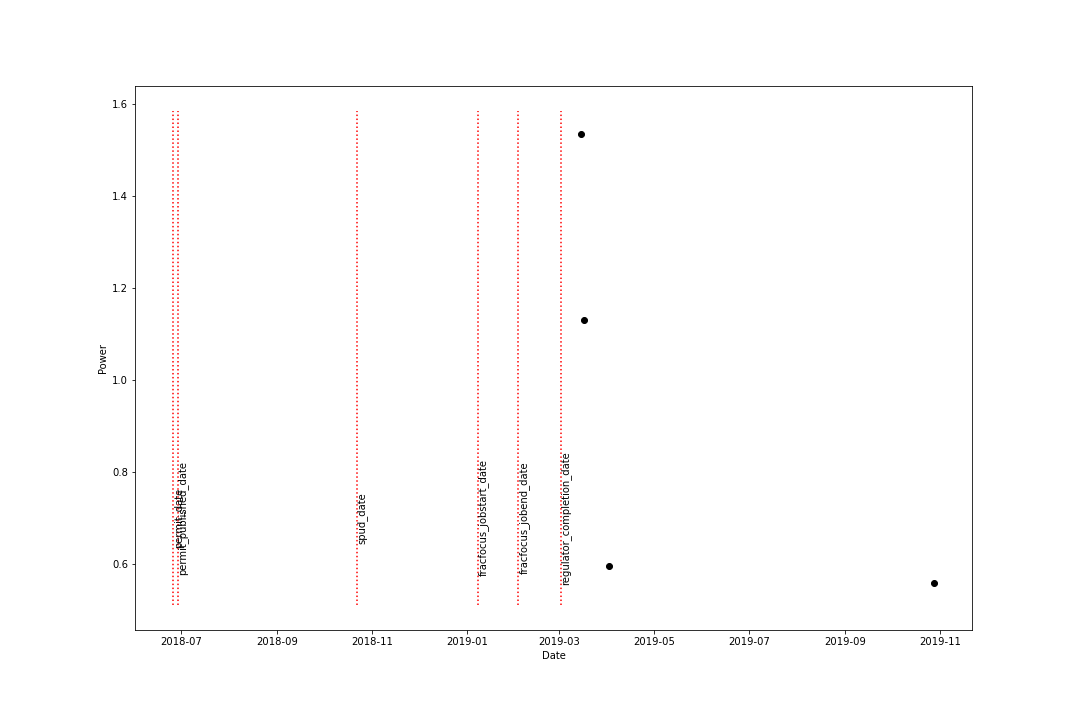 1.6
1.4
1.2
1.0
0.8
0.6
Power
permit_date
permit_published_date
spud_date
fracfocus_jobstart_date
fracfocus_jobend_date
regulator_completion_date
2018-07
2018-09
2018-11
2019-01
2019-03
2019-05
2019-07
2019-09
2019-11
Date